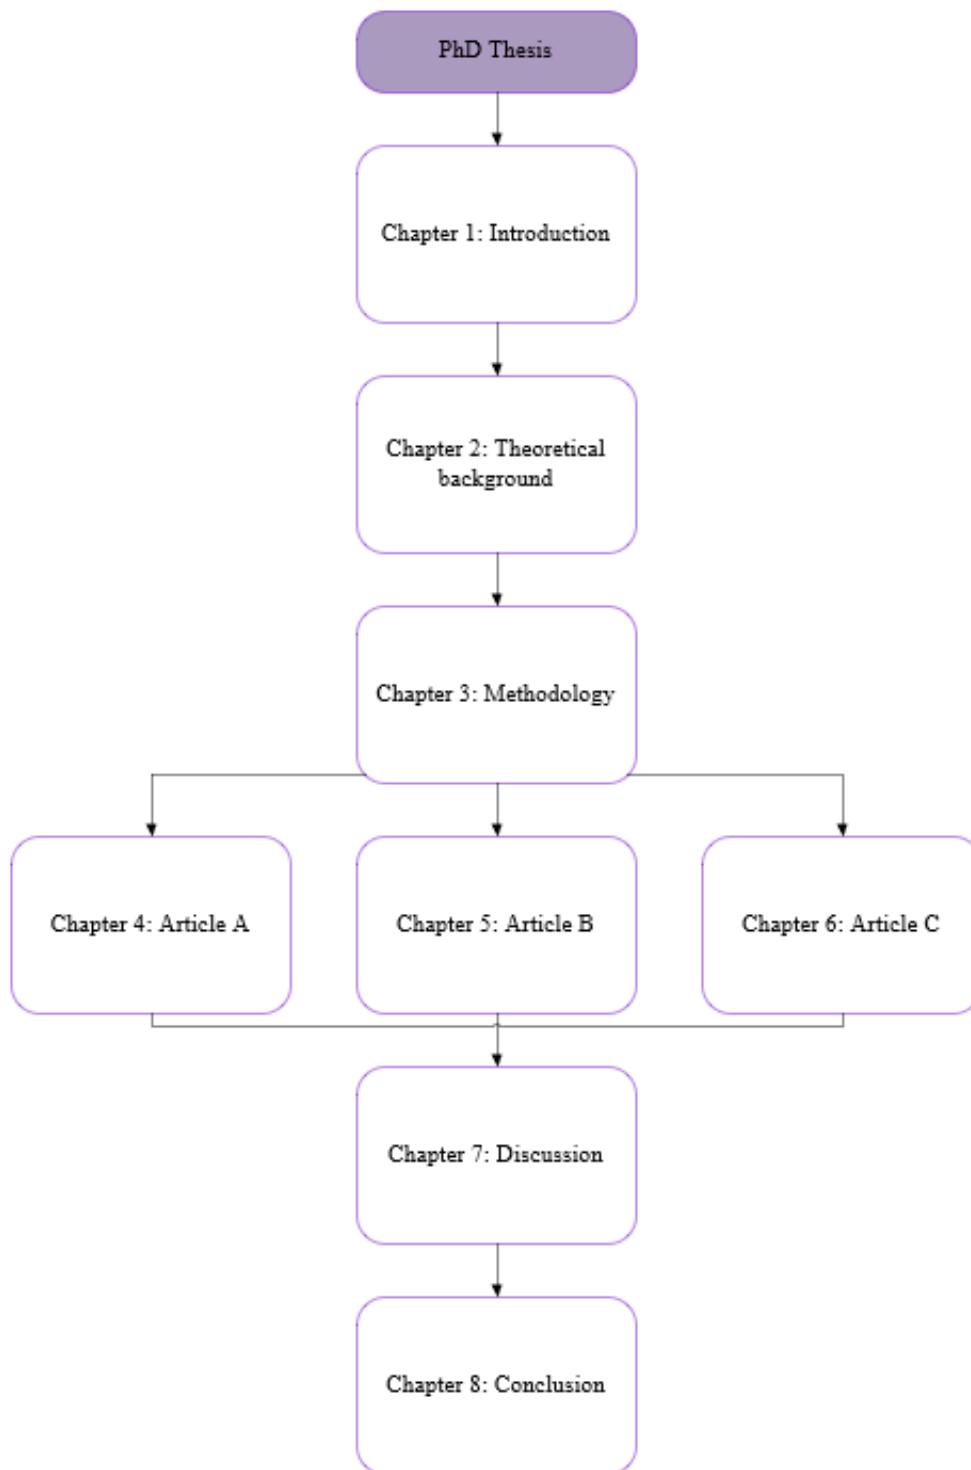 PhD Thesis
Chapter 1: Introduction
Chapter 2: Theoretical
background
Chapter 3: Methodology
Chapter 4: Article A
Chapter 5: Article B
Chapter 6: Article C
Chapter 7: Discussion
Chapter 8: Conclusion